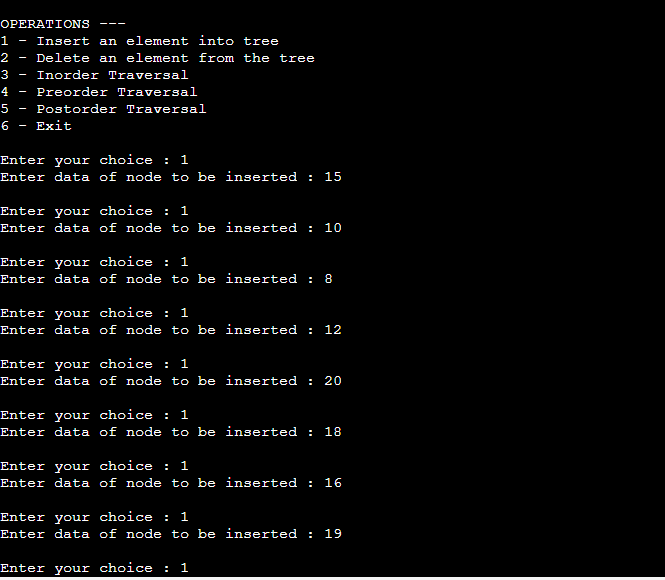 OPERATIONS ---
1 - Insert an element into tree
2 - Delete an element from the tree
3 - Inorder Traversal
4 - Preorder Traversal
5 - Postorder Traversal
6 - Exit
Enter your choice : 1
Enter data of node to be inserted : 15
Enter your choice : 1
Enter data of node to be inserted : 10
Enter your choice : 1
Enter data of node to be inserted : 8
Enter your choice : 1
Enter data of node to be inserted : 12
Enter your choice : 1
Enter data of node to be inserted : 20
Enter your choice : 1
Enter data of node to be inserted : 18
Enter your choice : 1
Enter data of node to be inserted : 16
Enter your choice : 1
Enter data of node to be inserted : 19
Enter your choice : 1